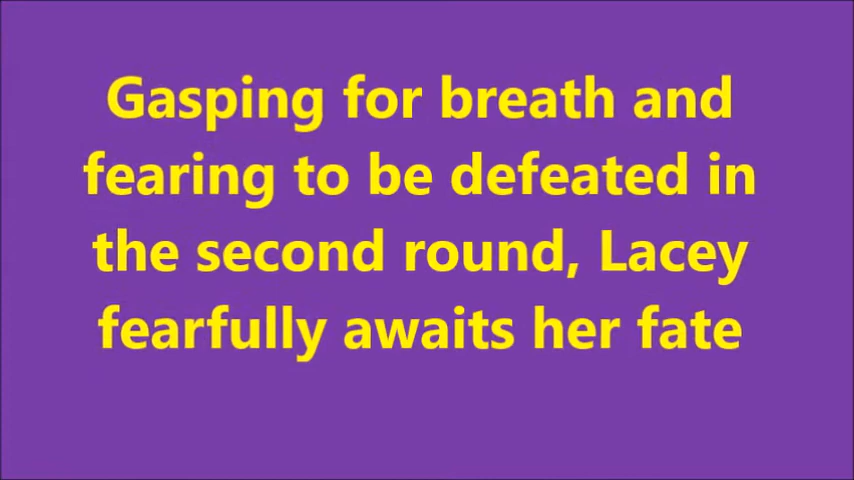 Gasping for breath and
fearing to be defeated in
the second round, Lacey
fearfully awaits her fate